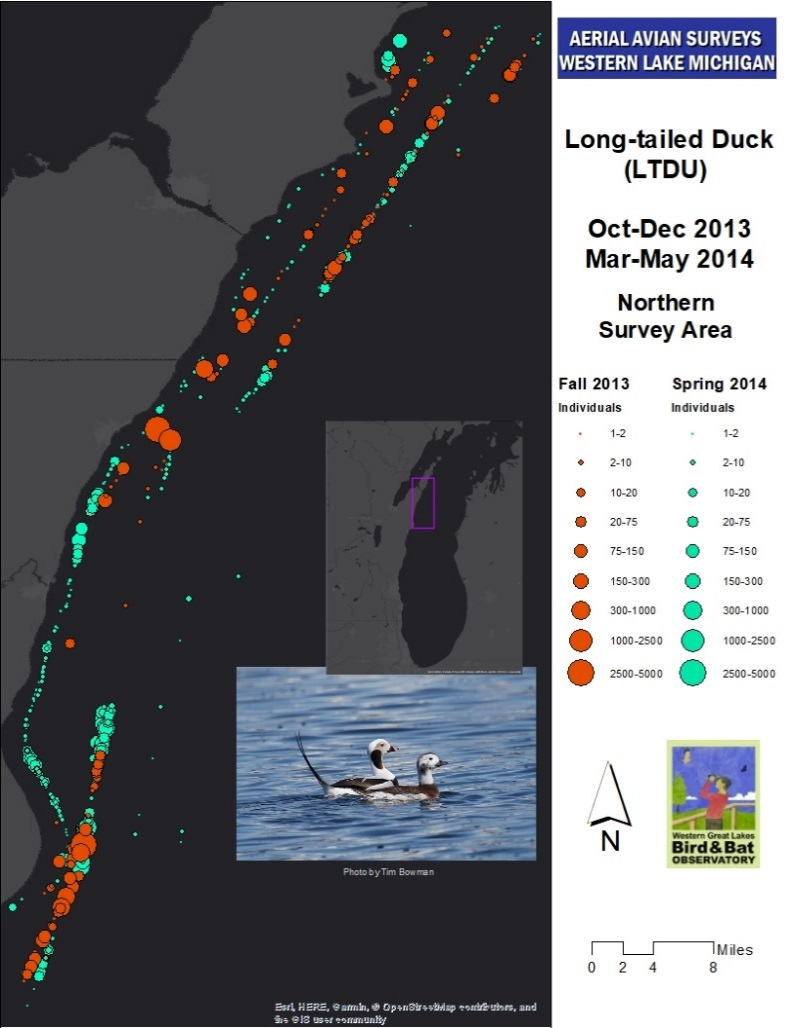 AERIAL AVIAN SURVEYS
WESTERN LAKE MICHIGAN
Long-tailed Duck
(LTDU)
Oct-Dec 2013
Mar-May 2014
Northern
Survey Area
Fall 2013 Spring 2014
Individuals Individuals
1-2 1-2
2-10 2-10
10-20 10-20
20-75 20-75
75-150 75-150
150-300 150-300
300-1000 300-1000
1000-2500 1000-2500
2500-5000 2500-5000
N
Western Great Lakes
Bird&Bat
OBSERVATORY
Miles
0 2 4 8
Photo by Tim Bowman
Esri, HERE, Garmin, © OpenStreetMap contributors, and
the GIS user community